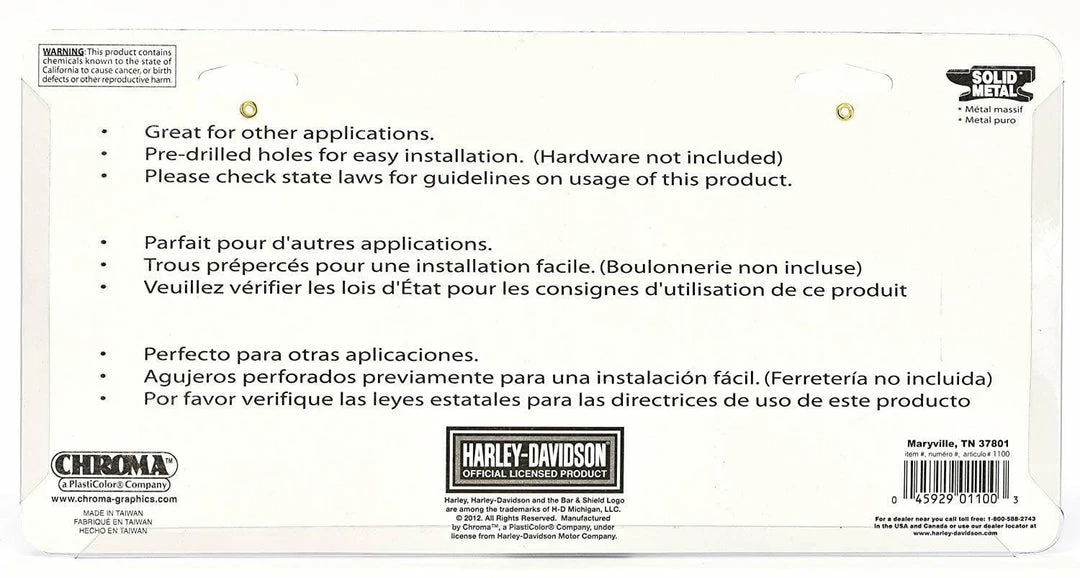 WARNING: This product contains
chemicals known to the state of
California to cause cancer, or birth
defects or other reproductive harm.
SOLID
METAL
• Métal massif
• Metal puro
• Great for other applications.
• Pre-drilled holes for easy installation. (Hardware not included)
• Please check state laws for guidelines on usage of this product.
• Parfait pour d'autres applications.
• Trous prépercés pour une installation facile. (Boulonnerie non incluse)
• Veuillez vérifier les lois d'État pour les consignes d'utilisation de ce produit
• Perfecto para otras aplicaciones.
• Agujeros perforados previamente para una instalación fácil. (Ferretería no incluida)
• Por favor verifique las leyes estatales para las directrices de uso de este producto
CHROMA™
a PlastiColor® Company
www.chroma-graphics.com
MADE IN TAIWAN
FABRIQUÉ EN TAIWAN
HECHO EN TAIWAN
HARLEY-DAVIDSON
OFFICIAL LICENSED PRODUCT
Harley, Harley-Davidson and the Bar & Shield Logo
are among the trademarks of H-D Michigan, LLC.
© 2012. All Rights Reserved. Manufactured
by Chroma™, a PlastiColor® Company, under
license from Harley-Davidson Motor Company.
Maryville, TN 37801
item #, numéro #, articulo# 1100
0 45929 01100 3
For a dealer near you call toll free: 1-800-588-2743
in the USA and Canada or use our dealer locator at
www.harley-davidson.com